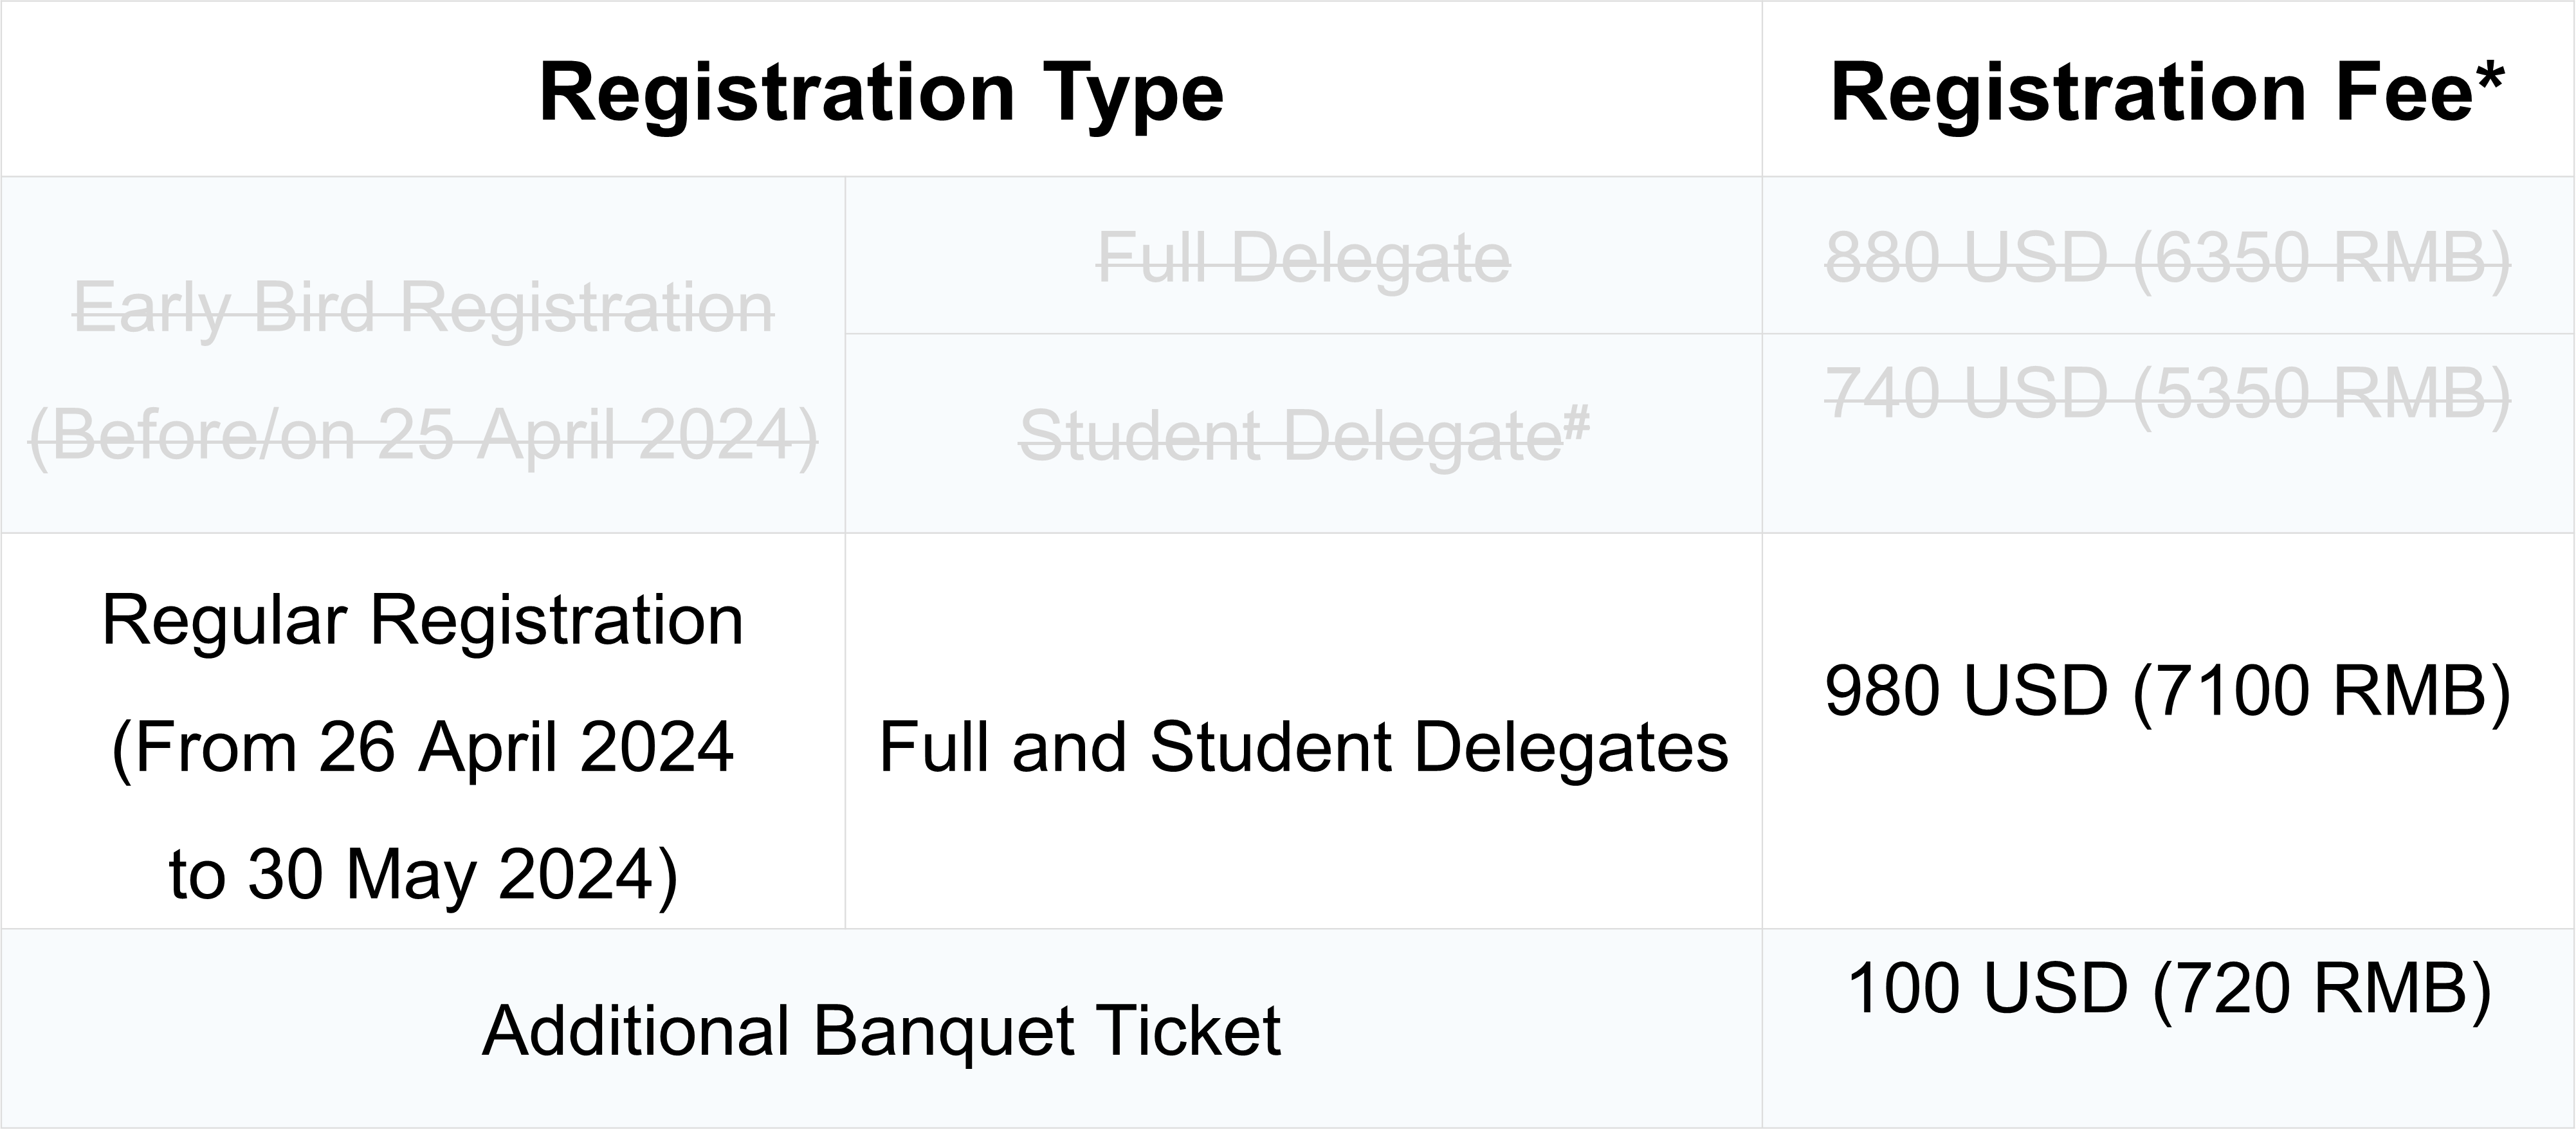 Registration Type
Registration Fee*
Early Bird Registration
(Before/on 25 April 2024)
Full Delegate
880 USD (6350 RMB)
Student Delegate#
740 USD (5350 RMB)
Regular Registration
(From 26 April 2024
to 30 May 2024)
Full and Student Delegates
980 USD (7100 RMB)
Additional Banquet Ticket
100 USD (720 RMB)